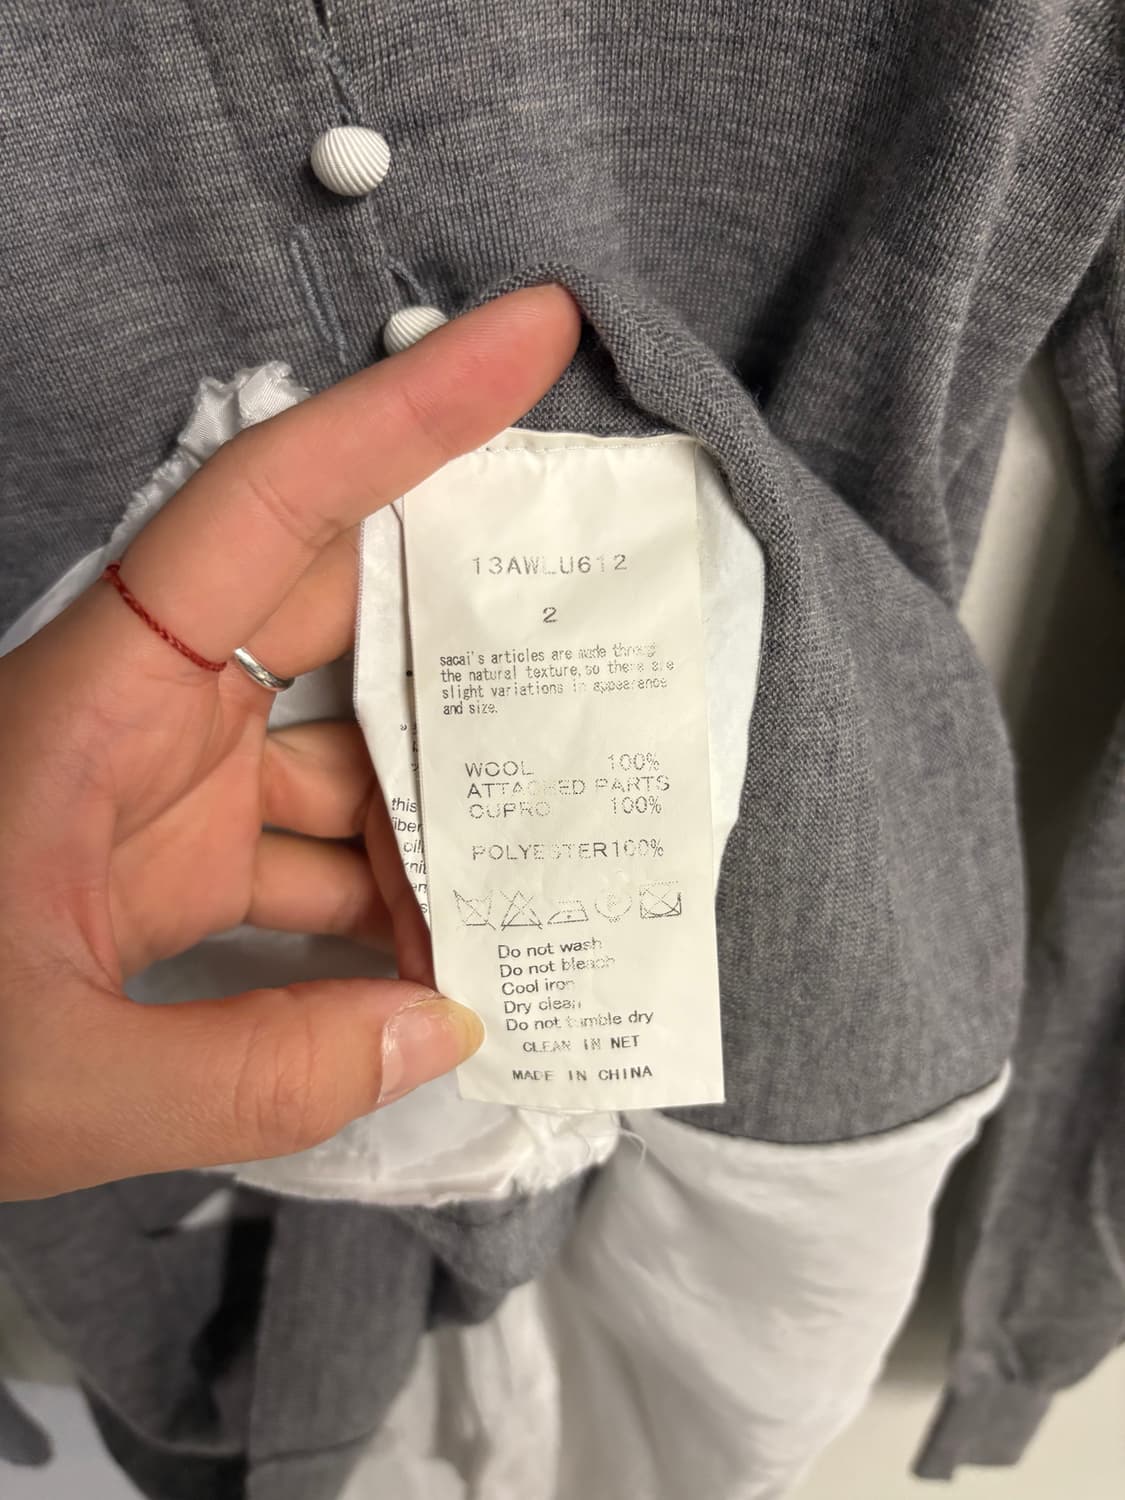 13AWLU612
2
sacai's articles are made through
the natural texture, so there are
slight variations in appearance
and size.
WOOL 100%
ATTACHED PARTS
CUPRO 100%
POLYESTER100%
Do not wash
Do not bleach
Cool iron
Dry clean
Do not tumble dry
CLEAN IN NET
MADE IN CHINA
this